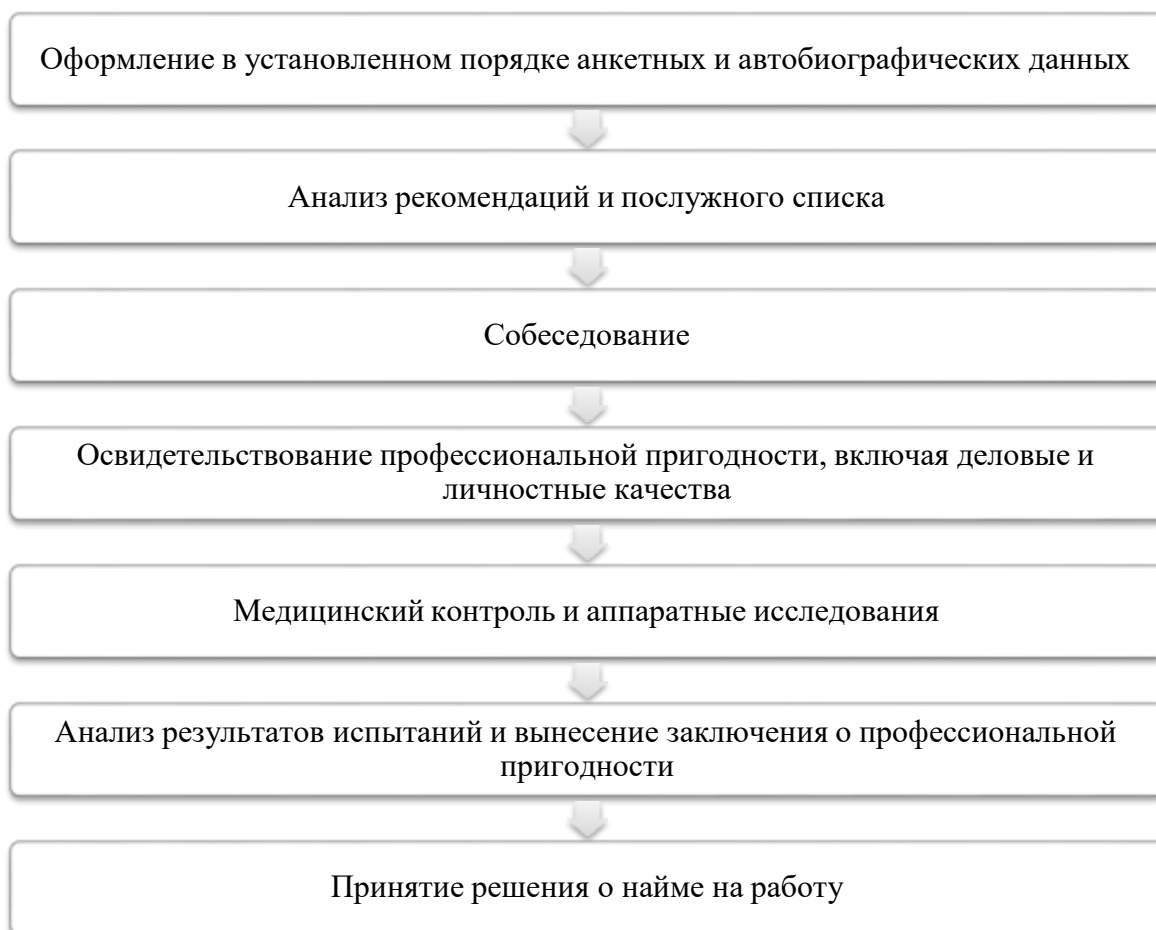 Оформление в установленном порядке анкетных и автобиографических данных
Анализ рекомендаций и послужного списка
Собеседование
Освидетельствование профессиональной пригодности, включая деловые и
личностные качества
Медицинский контроль и аппаратные исследования
Анализ результатов испытаний и вынесение заключения о профессиональной
пригодности
Принятие решения о найме на работу